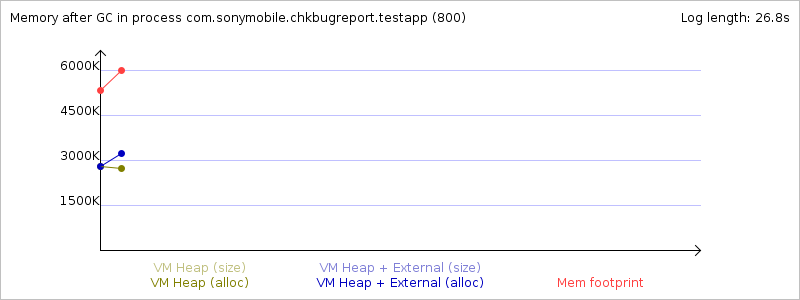 Memory after GC in process com.sonymobile.chkbugreport.testapp (800) Log length: 26.8s
6000K
4500K
3000K
1500K
VM Heap (size) VM Heap + External (size)
VM Heap (alloc) VM Heap + External (alloc) Mem footprint